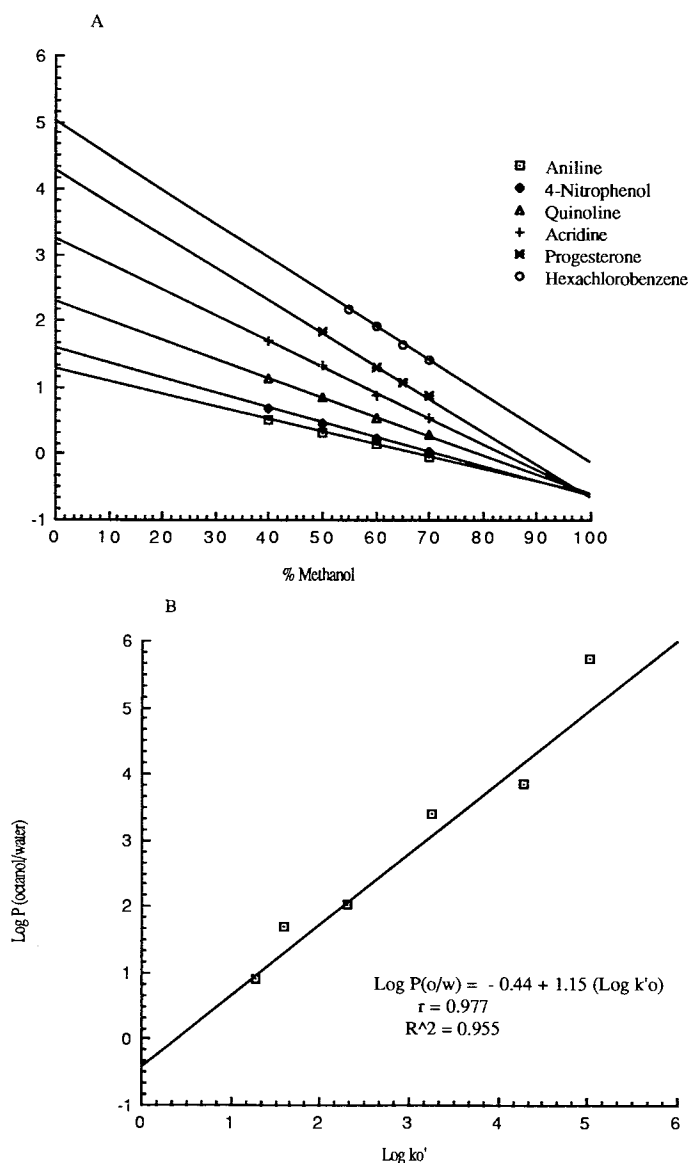 A
6
5
4
3
2
1
0
-1
0 10 20 30 40 50 60 70 80 90 100
% Methanol
Aniline
4-Nitrophenol
Quinoline
Acridine
Progesterone
Hexachlorobenzene
B
6
5
4
3
2
1
0
-1
Log P (octanol/water)
Log P(o/w) = - 0.44 + 1.15 (Log k'o)
r = 0.977
R^2 = 0.955
0 1 2 3 4 5 6
Log ko'